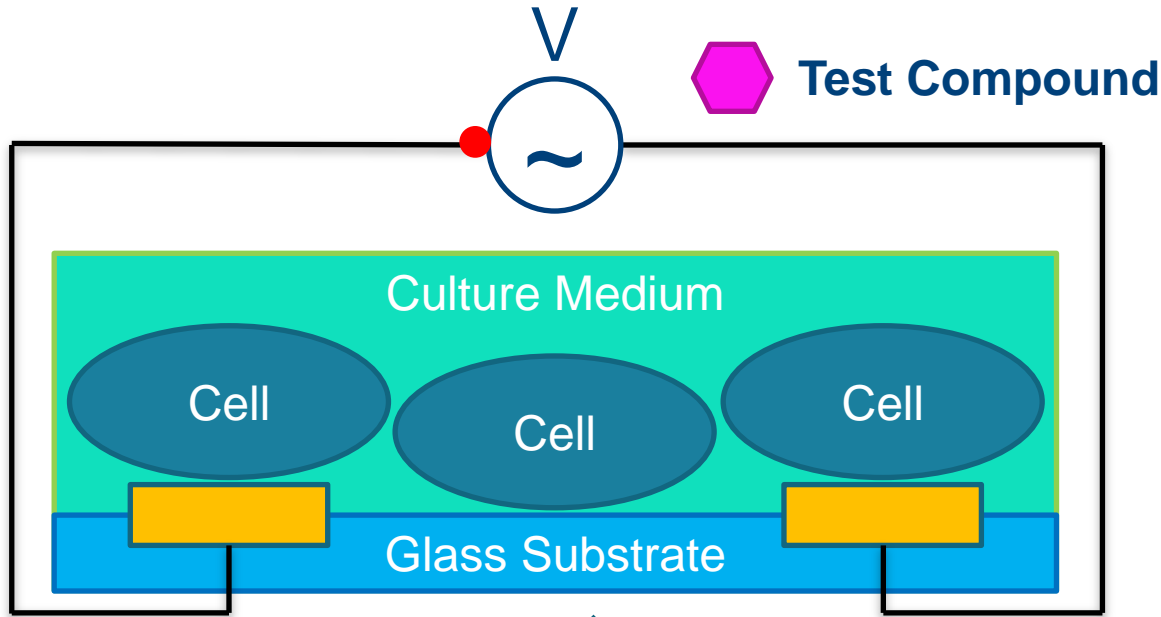 V
Test Compound
~
Culture Medium
Cell
Cell
Cell
Glass Substrate